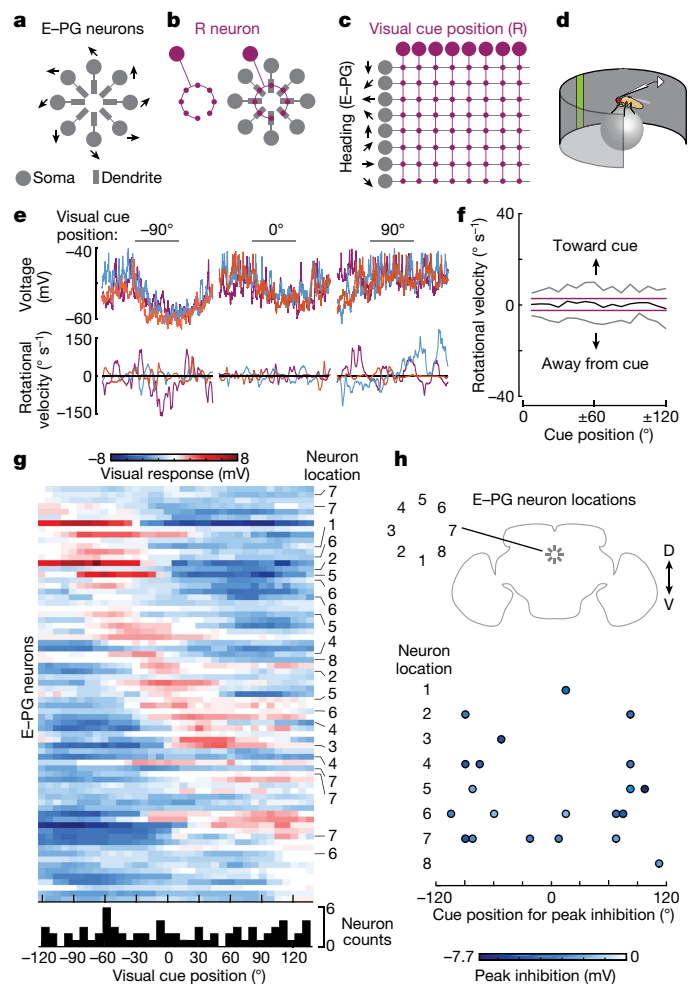 a
E–PG neurons
Soma
Dendrite
b
R neuron
c
Visual cue position (R)
Heading (E–PG)
d
e
Visual cue
position:
−90°
0°
90°
Voltage
(mV)
−40
−60
Rotational
velocity (° s⁻¹)
150
0
−150
f
Rotational velocity (° s⁻¹)
40
20
0
−20
−40
Toward cue
Away from cue
0
±60
±120
Cue position (°)
g
−8
8
Visual response (mV)
Neuron
location
E–PG neurons
7
7
1
6
2
5
6
6
5
4
8
2
5
6
4
3
4
7
7
7
6
6
0
Neuron
counts
−120
−90
−60
−30
0
30
60
90
120
Visual cue position (°)
h
E–PG neuron locations
5
4
6
3
7
2
8
1
D
V
Neuron
location
1
2
3
4
5
6
7
8
−120
0
120
Cue position for peak inhibition (°)
−7.7
0
Peak inhibition (mV)